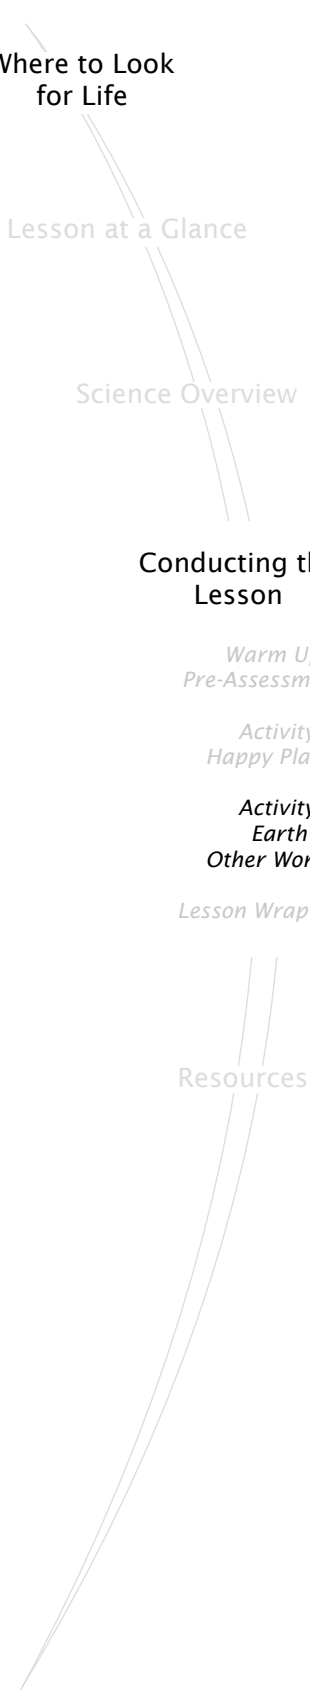 Where to Look
for Life
Lesson at a Glance
Science Overview
Conducting th
Lesson
Warm U
Pre-Assessm
Activity
Happy Pla
Activity
Earth
Other Wor
Lesson Wrap
Resources